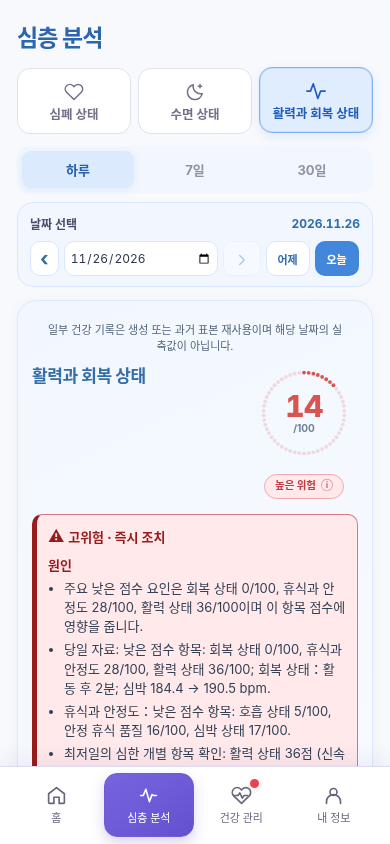 심층 분석
심폐 상태
수면 상태
활력과 회복 상태
하루
7일
30일
날짜 선택
2026.11.26
11/26/2026
어제
오늘
일부 건강 기록은 생성 또는 과거 표본 재사용이며 해당 날짜의 실
측값이 아닙니다.
활력과 회복 상태
14
/100
높은 위험 ⓘ
고위험 · 즉시 조치
원인
• 주요 낮은 점수 요인은 회복 상태 0/100, 휴식과 안
정도 28/100, 활력 상태 36/100이며 이 항목 점수에
영향을 줍니다.
• 당일 자료: 낮은 점수 항목: 회복 상태 0/100, 휴식과
안정도 28/100, 활력 상태 36/100; 회복 상태：활
동 후 2분; 심박 184.4 → 190.5 bpm.
• 휴식과 안정도：낮은 점수 항목: 호흡 상태 5/100,
안정 휴식 품질 16/100, 심박 상태 17/100.
• 최저일의 심한 개별 항목 확인: 활력 상태 36점 (신속
홈
심층 분석
건강 관리
내 정보